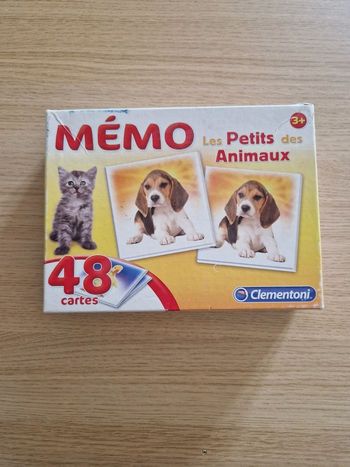 MÉMO
Les Petits des
Animaux
3+
48
cartes
Clementoni